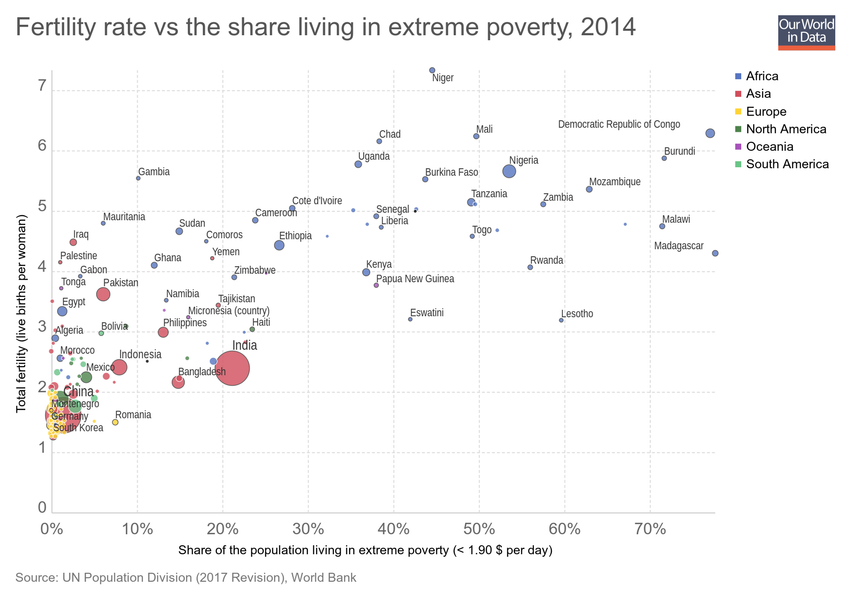 Fertility rate vs the share living in extreme poverty, 2014
Our World
in Data
Africa
Asia
Europe
North America
Oceania
South America
Total fertility (live births per woman)
7
6
5
4
3
2
1
0
Niger
Democratic Republic of Congo
Mali
Chad
Burundi
Uganda
Nigeria
Gambia
Burkina Faso
Mozambique
Tanzania
Zambia
Cote d'Ivoire
Cameroon
Senegal
Mauritania
Liberia
Malawi
Sudan
Togo
Iraq
Comoros
Ethiopia
Madagascar
Palestine
Yemen
Ghana
Rwanda
Gabon
Zimbabwe
Kenya
Tonga
Pakistan
Papua New Guinea
Namibia
Tajikistan
Egypt
Micronesia (country)
Eswatini
Lesotho
Algeria
Bolivia
Philippines
Haiti
Morocco
Indonesia
India
Mexico
Bangladesh
China
Montenegro
Germany
Romania
South Korea
0%
10%
20%
30%
40%
50%
60%
70%
Share of the population living in extreme poverty (< 1.90 $ per day)
Source: UN Population Division (2017 Revision), World Bank